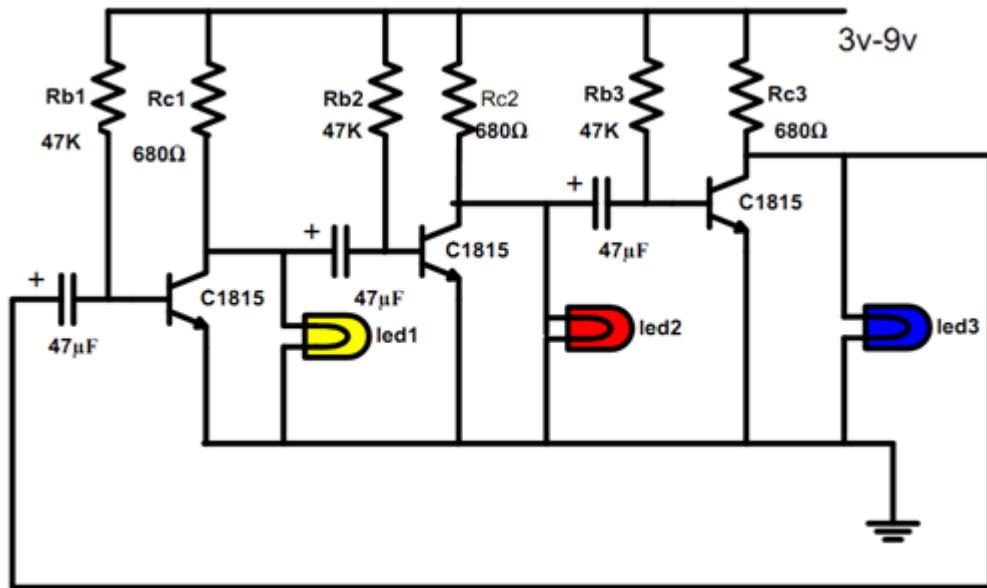 3v-9v
Rb1
47K
Rc1
680Ω
Rb2
47K
Rc2
680Ω
Rb3
47K
Rc3
680Ω
+
47µF
C1815
+
47µF
C1815
+
47µF
C1815
led1
led2
led3